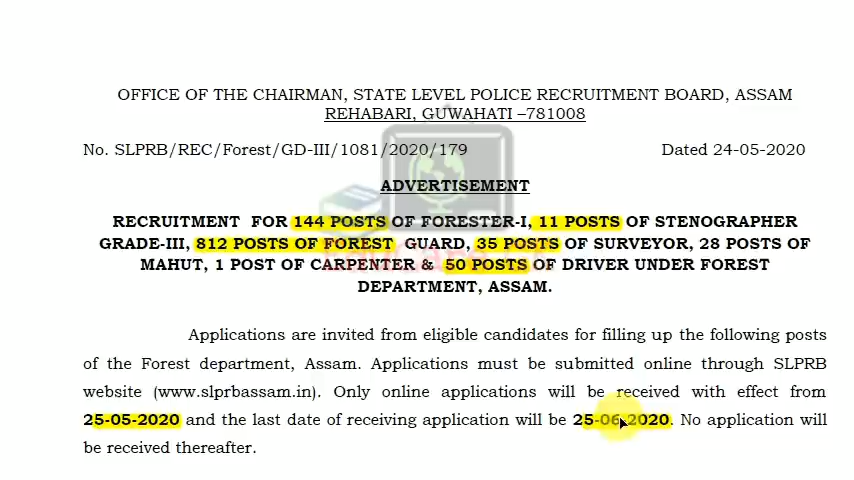 OFFICE OF THE CHAIRMAN, STATE LEVEL POLICE RECRUITMENT BOARD, ASSAM
REHABARI, GUWAHATI –781008
No. SLPRB/REC/Forest/GD-III/1081/2020/179 Dated 24-05-2020
ADVERTISEMENT
RECRUITMENT FOR 144 POSTS OF FORESTER-I, 11 POSTS OF STENOGRAPHER
GRADE-III, 812 POSTS OF FOREST GUARD, 35 POSTS OF SURVEYOR, 28 POSTS OF
MAHUT, 1 POST OF CARPENTER & 50 POSTS OF DRIVER UNDER FOREST
DEPARTMENT, ASSAM.
Applications are invited from eligible candidates for filling up the following posts
of the Forest department, Assam. Applications must be submitted online through SLPRB
website (www.slprbassam.in). Only online applications will be received with effect from
25-05-2020 and the last date of receiving application will be 25-06-2020. No application will
be received thereafter.